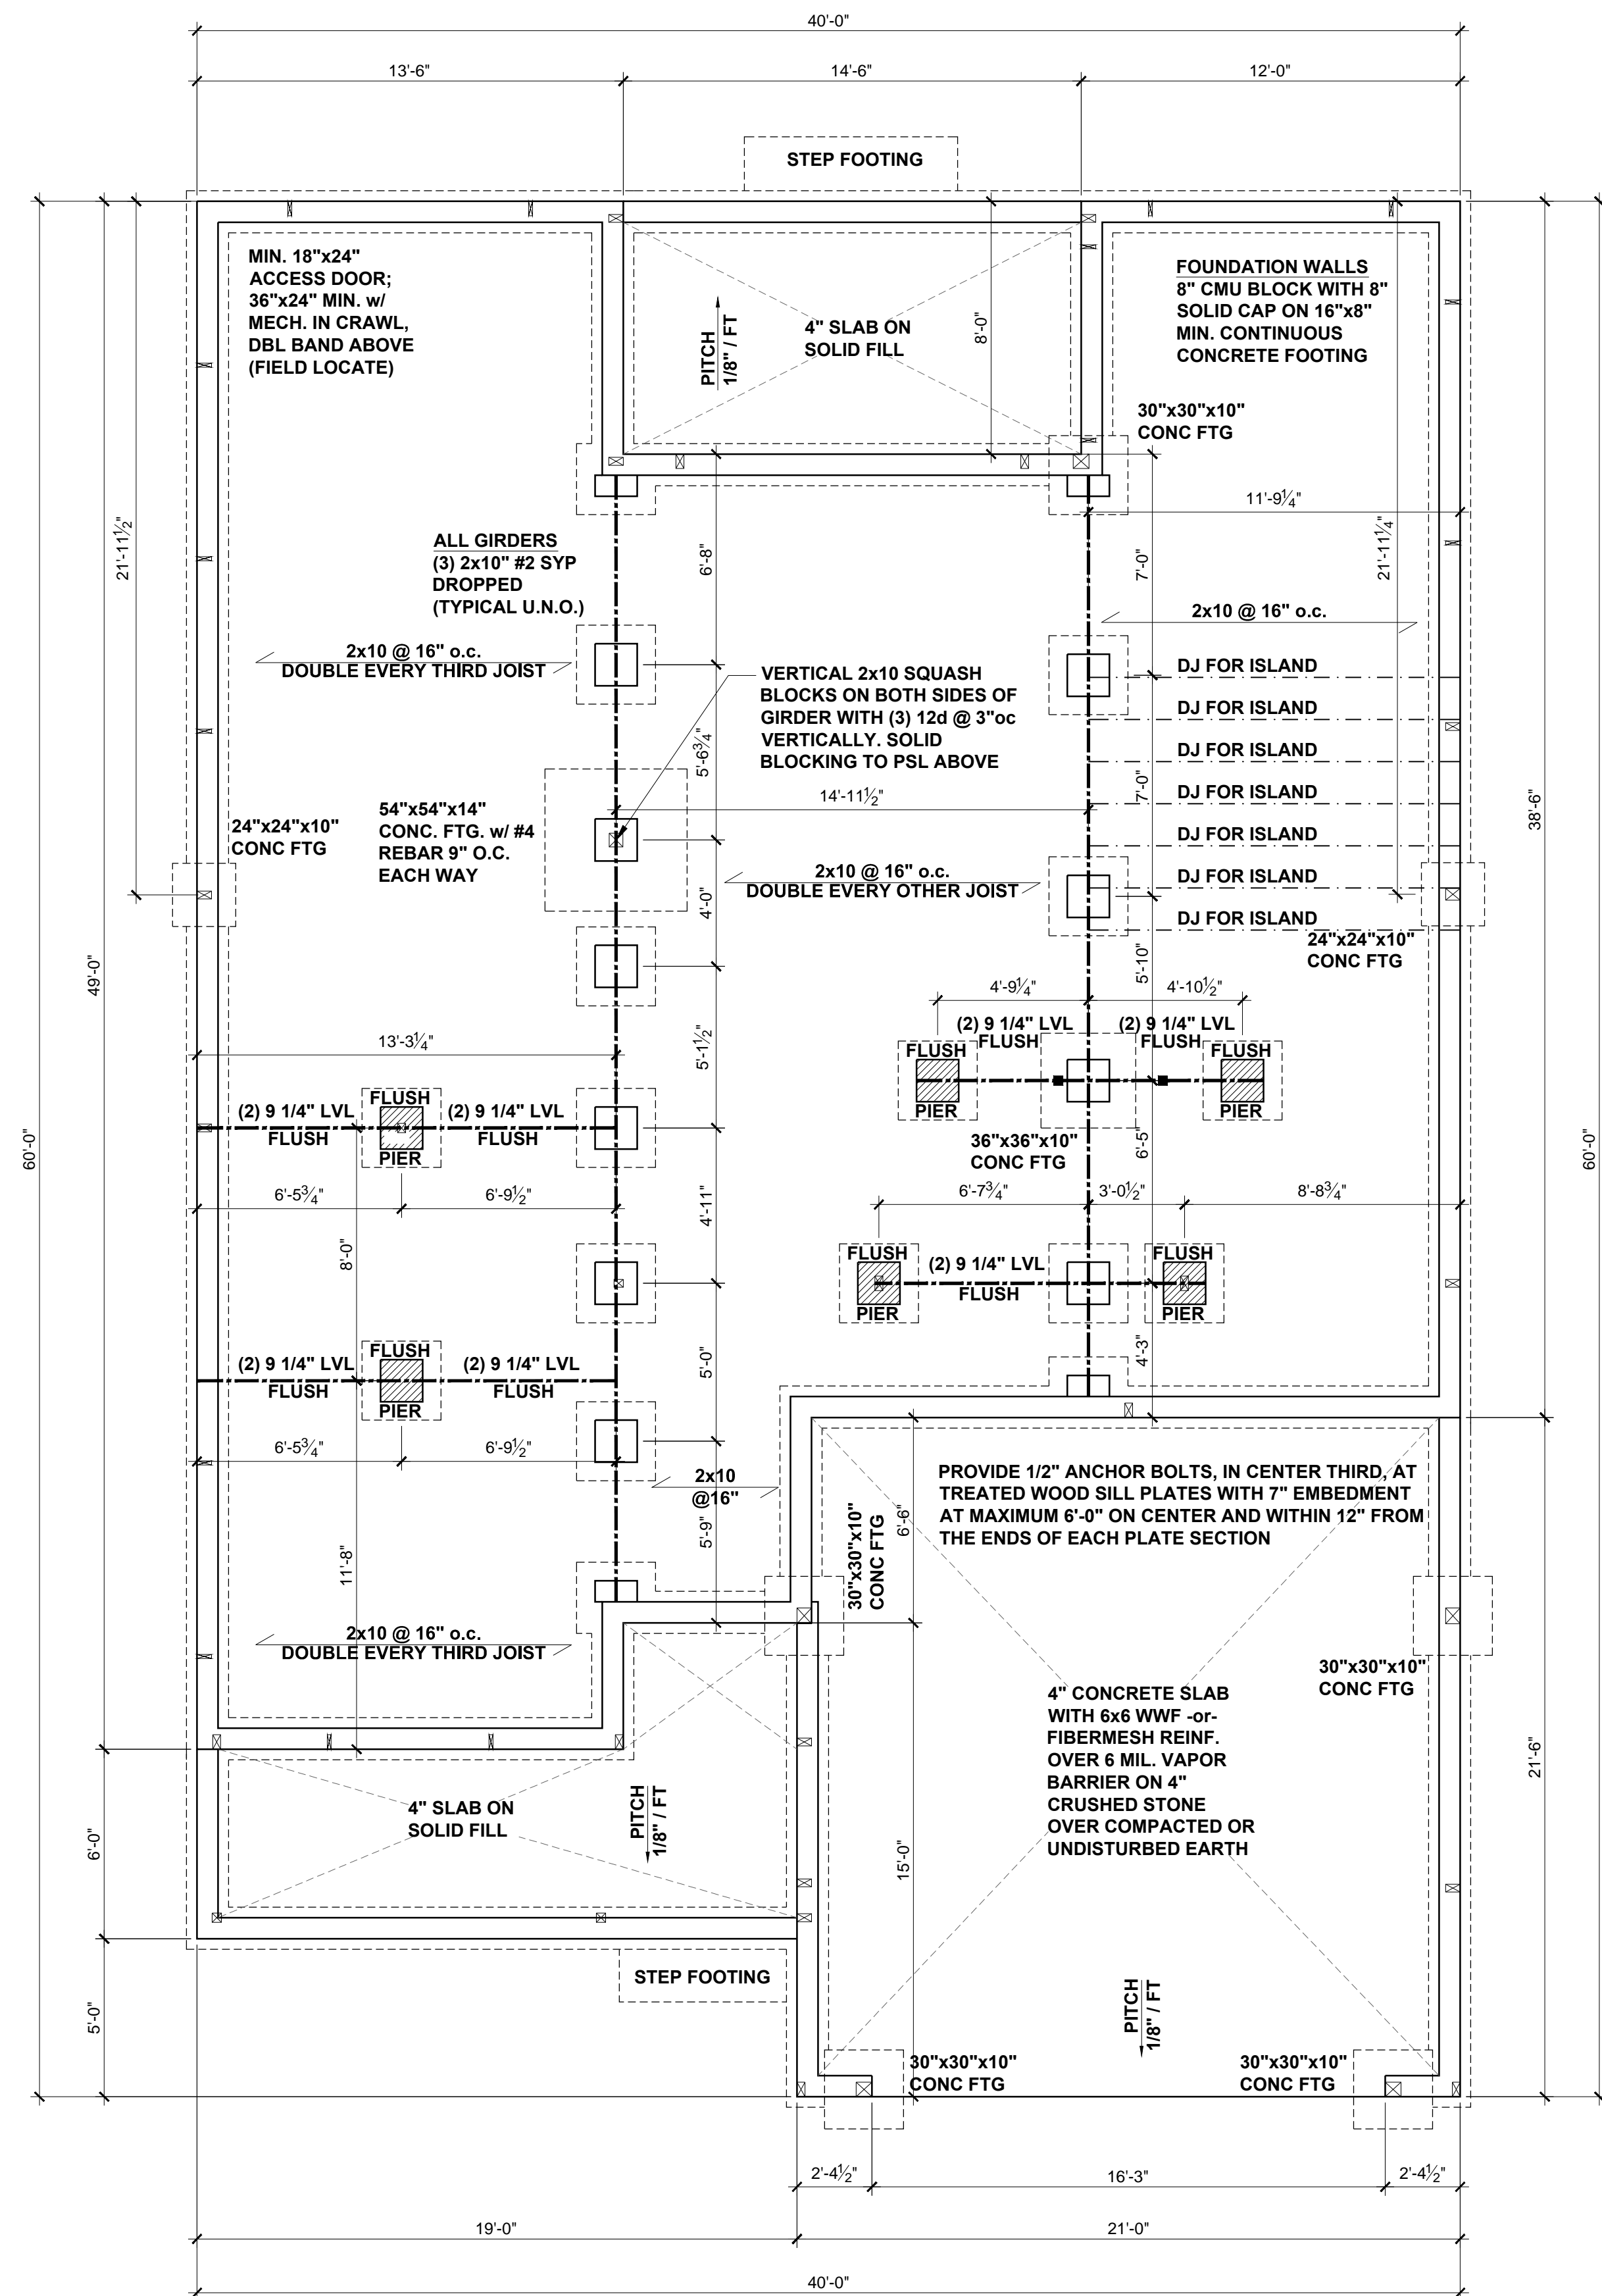 40'-0"
13'-6"
14'-6"
12'-0"
STEP FOOTING
MIN. 18"x24"
ACCESS DOOR;
36"x24" MIN. w/
MECH. IN CRAWL,
DBL BAND ABOVE
(FIELD LOCATE)
PITCH
1/8" / FT
4" SLAB ON
SOLID FILL
8'-0"
FOUNDATION WALLS
8" CMU BLOCK WITH 8"
SOLID CAP ON 16"x8"
MIN. CONTINUOUS
CONCRETE FOOTING
30"x30"x10"
CONC FTG
11'-9¼"
21'-11½"
ALL GIRDERS
(3) 2x10" #2 SYP
DROPPED
(TYPICAL U.N.O.)
6'-8"
7'-0"
21'-11¼"
2x10 @ 16" o.c.
2x10 @ 16" o.c.
DOUBLE EVERY THIRD JOIST
VERTICAL 2x10 SQUASH
BLOCKS ON BOTH SIDES OF
GIRDER WITH (3) 12d @ 3"oc
VERTICALLY. SOLID
BLOCKING TO PSL ABOVE
DJ FOR ISLAND
DJ FOR ISLAND
DJ FOR ISLAND
DJ FOR ISLAND
DJ FOR ISLAND
DJ FOR ISLAND
DJ FOR ISLAND
5'-6¾"
7'-0"
14'-11½"
38'-6"
24"x24"x10"
CONC FTG
54"x54"x14"
CONC. FTG. w/ #4
REBAR 9" O.C.
EACH WAY
2x10 @ 16" o.c.
DOUBLE EVERY OTHER JOIST
4'-0"
24"x24"x10"
CONC FTG
49'-0"
5'-10"
4'-9¼"
4'-10½"
(2) 9 1/4" LVL
FLUSH
(2) 9 1/4" LVL
FLUSH
FLUSH
PIER
FLUSH
PIER
13'-3¼"
5'-1½"
60'-0"
60'-0"
(2) 9 1/4" LVL
FLUSH
FLUSH
PIER
(2) 9 1/4" LVL
FLUSH
36"x36"x10"
CONC FTG
6'-5"
6'-5¾"
6'-9½"
4'-11"
6'-7¾"
3'-0½"
8'-8¾"
8'-0"
FLUSH
PIER
(2) 9 1/4" LVL
FLUSH
FLUSH
PIER
(2) 9 1/4" LVL
FLUSH
FLUSH
PIER
(2) 9 1/4" LVL
FLUSH
5'-0"
4'-3"
6'-5¾"
6'-9½"
2x10
@16"
5'-9"
30"x30"x10"
CONC FTG
6'-6"
PROVIDE 1/2" ANCHOR BOLTS, IN CENTER THIRD, AT
TREATED WOOD SILL PLATES WITH 7" EMBEDMENT
AT MAXIMUM 6'-0" ON CENTER AND WITHIN 12" FROM
THE ENDS OF EACH PLATE SECTION
11'-8"
2x10 @ 16" o.c.
DOUBLE EVERY THIRD JOIST
30"x30"x10"
CONC FTG
4" CONCRETE SLAB
WITH 6x6 WWF -or-
FIBERMESH REINF.
OVER 6 MIL. VAPOR
BARRIER ON 4"
CRUSHED STONE
OVER COMPACTED OR
UNDISTURBED EARTH
21'-6"
4" SLAB ON
SOLID FILL
PITCH
1/8" / FT
6'-0"
15'-0"
STEP FOOTING
5'-0"
PITCH
1/8" / FT
30"x30"x10"
CONC FTG
30"x30"x10"
CONC FTG
2'-4½"
16'-3"
2'-4½"
19'-0"
21'-0"
40'-0"